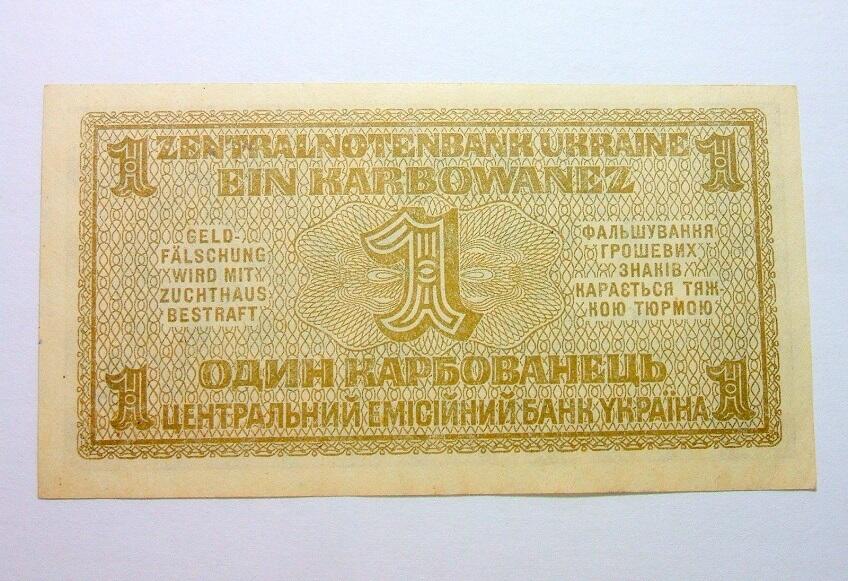 1 ZENTRALNOTENBANK UKRAINE 1
EIN KARBOWANEZ
GELD-
FÄLSCHUNG
WIRD MIT
ZUCHTHAUS
BESTRAFT
1
ФАЛЬШУВАННЯ
ГРОШЕВИХ
ЗНАКІВ
КАРАЄТЬСЯ ТЯЖ-
КОЮ ТЮРМОЮ
ОДИН КАРБОВАНЕЦЬ
1 ЦЕНТРАЛЬНИЙ ЕМІСІЙНИЙ БАНК УКРАЇНА 1